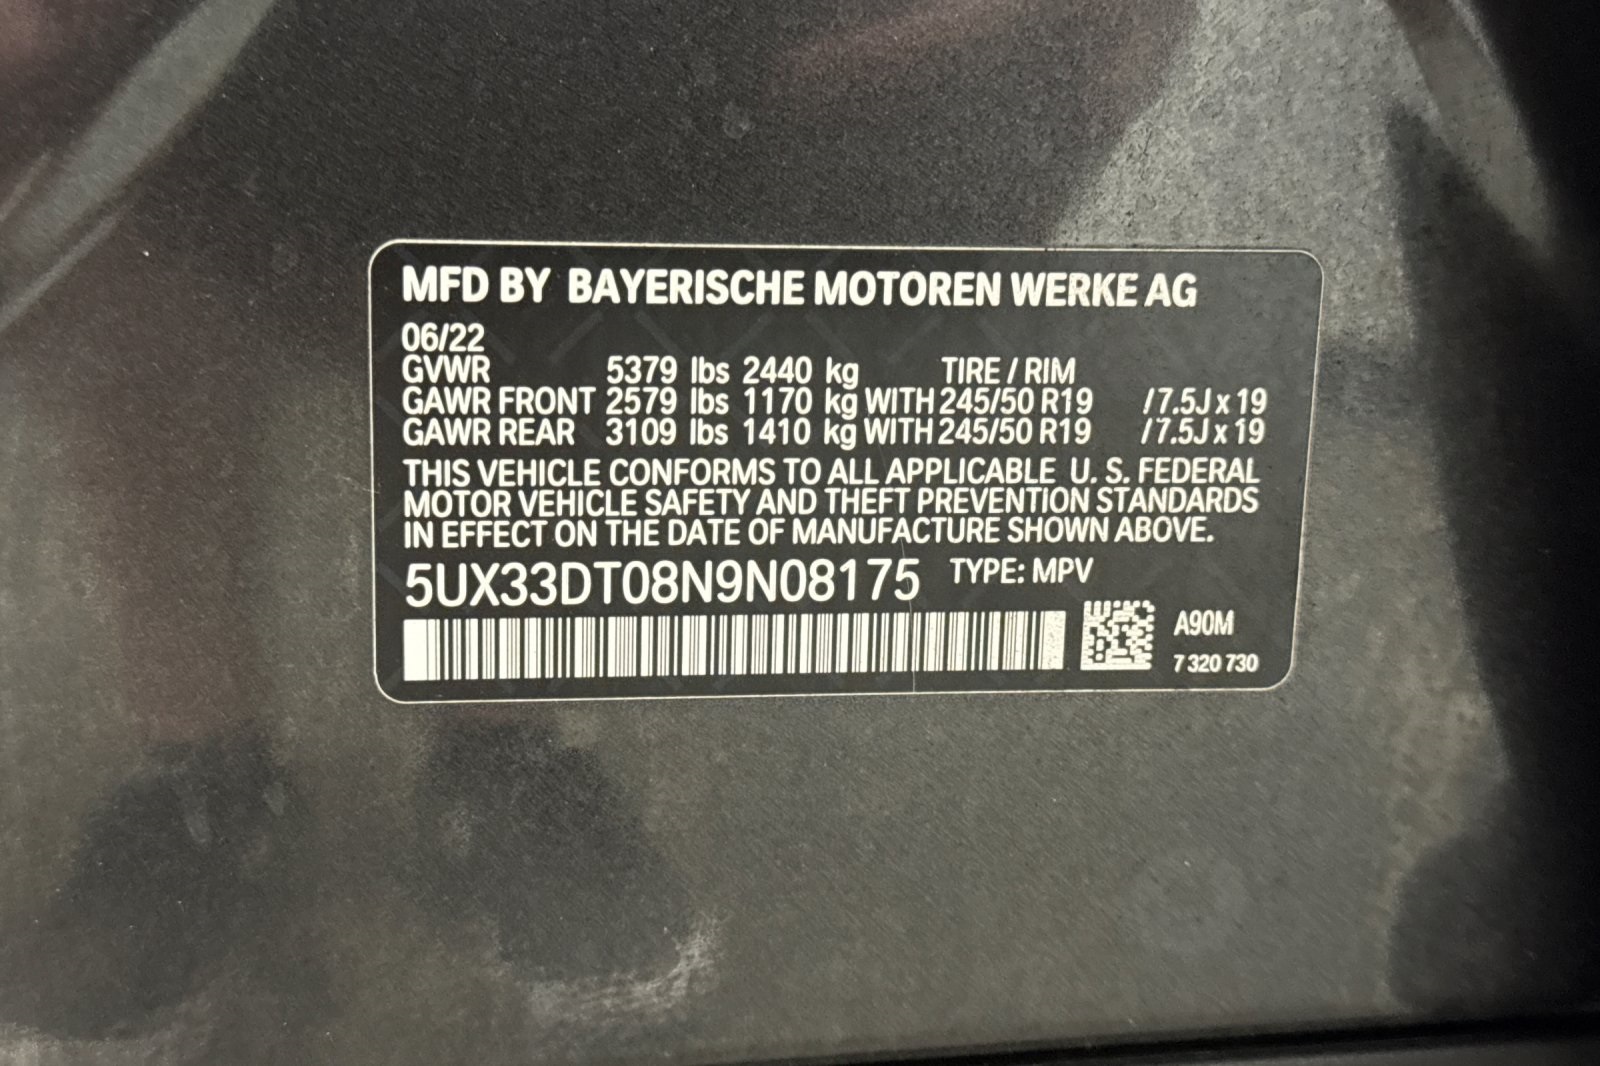 MFD BY BAYERISCHE MOTOREN WERKE AG
06/22
GVWR 5379 lbs 2440 kg TIRE / RIM
GAWR FRONT 2579 lbs 1170 kg WITH 245/50 R19 / 7.5J x 19
GAWR REAR 3109 lbs 1410 kg WITH 245/50 R19 / 7.5J x 19
THIS VEHICLE CONFORMS TO ALL APPLICABLE U. S. FEDERAL
MOTOR VEHICLE SAFETY AND THEFT PREVENTION STANDARDS
IN EFFECT ON THE DATE OF MANUFACTURE SHOWN ABOVE.
5UX33DT08N9N08175 TYPE: MPV
A90M
7 320 730